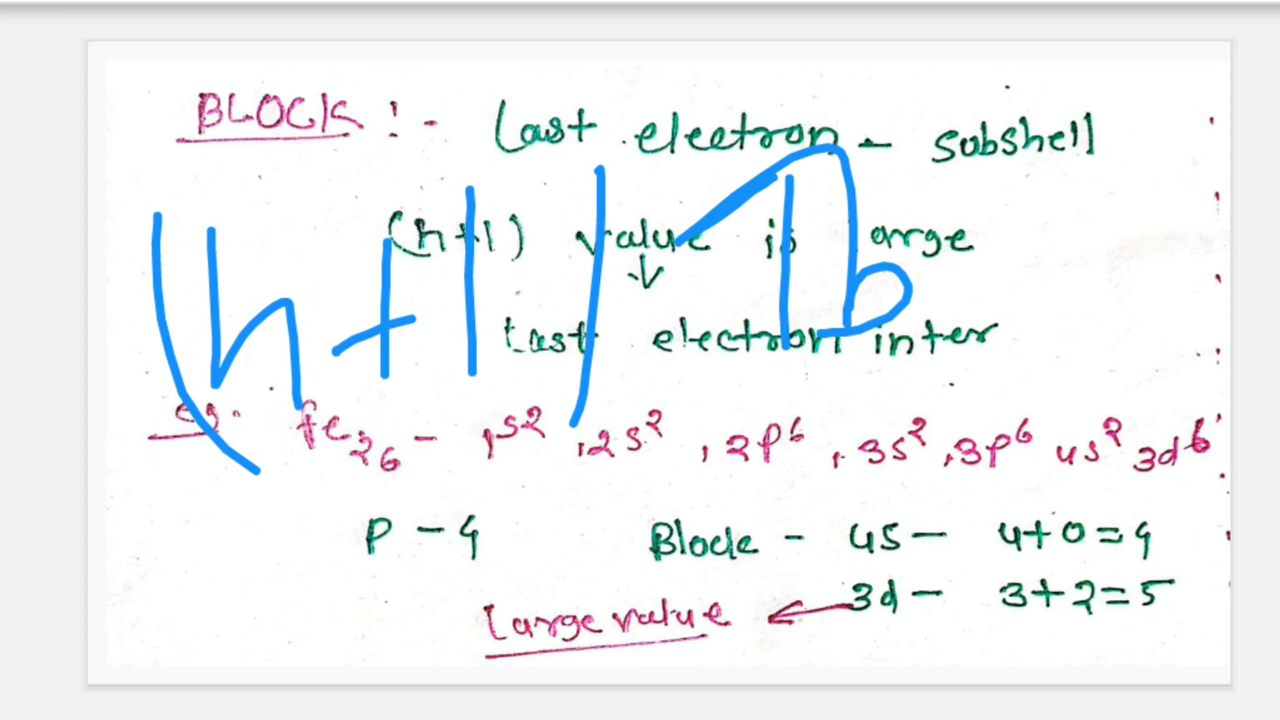 BLOCK :- Last electron - subshell
(n+l) value is large
↓
(n+l)
Last electron inter
eg. fe26 - 1s2 ,2s2 , 2p6 , 3s2 ,3p6 4s2 3d6
P - 4 Block - 4s - 4+0=4
3d - 3+2=5
Large value ←